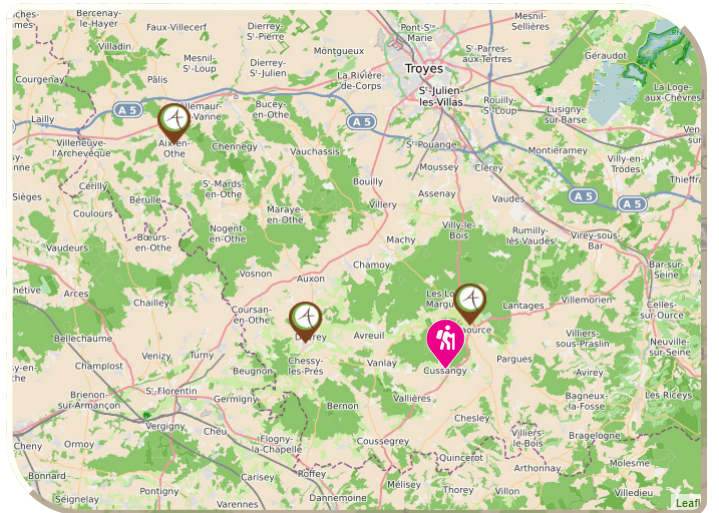 Bercenay-
le-Hayer
Faux-Villecerf
Dierrey-
St-Pierre
Pont-Ste-
Marie
Mesnil-
Sellières
Villadin
Mesnil-
St-Loup
Dierrey-
St-Julien
Montgueux
St-Parres-
aux-Tertres
Géraudot
Courgenay
Pâlis
La Rivière-
de-Corps
Troyes
St-Julien
les-Villas
La Loge-
aux-Chèvres
Lailly
A 5
Bucey-
en-Othe
A 5
Rouilly-
St-Loup
Lusigny-
sur-Barse
Villeneuve-
l'Archevêque
Aix-en-
Othe
Chennegy
Vauchassis
St-Pouange
Moussey
Clérey
Montiéramey
Villy-en-
Trodes
Cérilly
Bérulle
St-Mards-
en-Othe
Bouilly
Villery
Assenay
Vaudes
A 5
A 5
Sièges
Coulours
Maraye-
en-Othe
Nogent-
en-Othe
Bœurs-
en-Othe
Vaudeurs
Machy
Villy-le-
Bois
Rumilly-
lès-Vaudes
Virey-sous-
Bar
Vosnon
Auxon
Chamoy
Bar-sur-
Seine
Arces
Chailley
Coursan-
en-Othe
Lantages
Villemorien
Celles-
sur-Ource
Bellechaume
Avreuil
Villiers-
sous-Praslin
Neuville-
sur-Seine
Champlost
Venizy
Turny
Beugnon
Chessy-
les-Prés
Vanlay
Cussangy
Pargues
Avirey
Brienon-
sur-Armançon
St-Florentin
Germigny
Bernon
Vallières
Bagneux-
la-Fosse
Les Riceys
Vergigny
Cheu
Chesley
Cheny
Ormoy
Flogny-
la-Chapelle
Coussegrey
Villiers-
le-Bois
Bragelogne
Quincerot
Arthonnay
Molesme
Bonnard
Seignelay
Pontigny
Carisey
Varennes
Roffey
Dannemoine
Mélisey
Thorey
Villon
Villedieu
Leafl